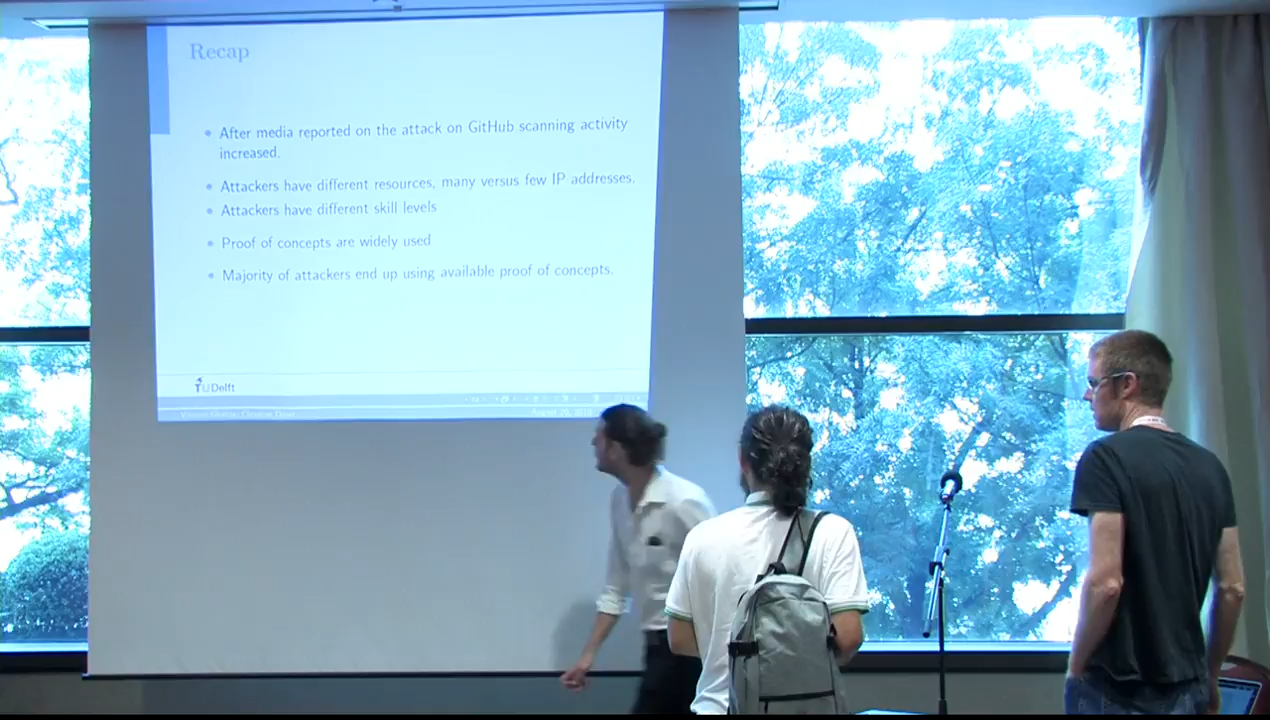 Recap
After media reported on the attack on GitHub scanning activity
increased.
Attackers have different resources, many versus few IP addresses.
Attackers have different skill levels
Proof of concepts are widely used
Majority of attackers end up using available proof of concepts.
TU Delft